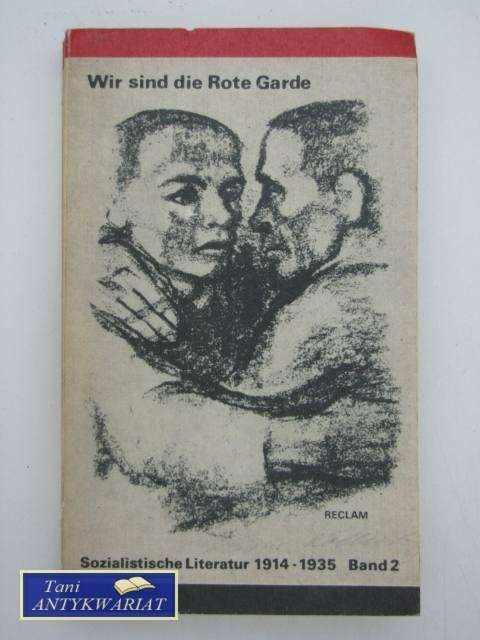 Wir sind die Rote Garde
RECLAM
Sozialistische Literatur 1914-1935 Band 2
Tani
ANTYKWARIAT